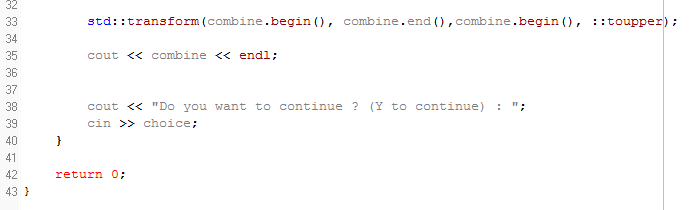 32
33 std::transform(combine.begin(), combine.end(),combine.begin(), ::toupper);
34
35 cout << combine << endl;
36
37
38 cout << "Do you want to continue ? (Y to continue) : ";
39 cin >> choice;
40 }
41
42 return 0;
43 }